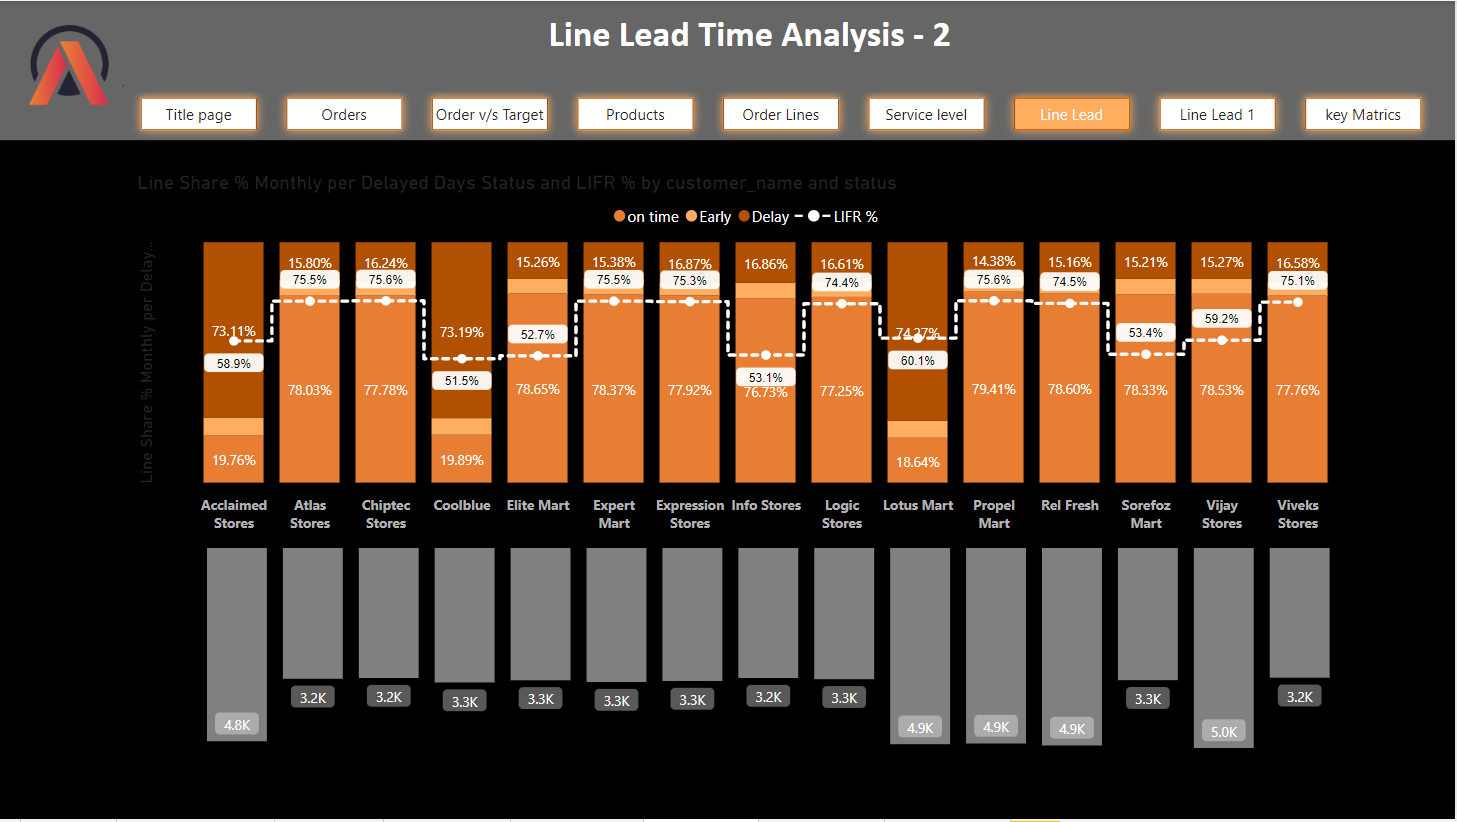 Line Lead Time Analysis - 2
Title page
Orders
Order v/s Target
Products
Order Lines
Service level
Line Lead
Line Lead 1
key Matrics
Line Share % Monthly per Delayed Days Status and LIFR % by customer_name and status
on time Early Delay LIFR %
Line Share % Monthly per Delay...
73.11% 15.80% 16.24% 73.19% 15.26% 15.38% 16.87% 16.86% 16.61% 74.27% 14.38% 15.16% 15.21% 15.27% 16.58%
58.9% 75.5% 75.6% 51.5% 52.7% 75.5% 75.3% 53.1% 74.4% 60.1% 75.6% 74.5% 53.4% 59.2% 75.1%
19.76% 78.03% 77.78% 19.89% 78.65% 78.37% 77.92% 76.73% 77.25% 18.64% 79.41% 78.60% 78.33% 78.53% 77.76%
Acclaimed Stores
Atlas Stores
Chiptec Stores
Coolblue
Elite Mart
Expert Mart
Expression Stores
Info Stores
Logic Stores
Lotus Mart
Propel Mart
Rel Fresh
Sorefoz Mart
Vijay Stores
Viveks Stores
4.8K 3.2K 3.2K 3.3K 3.3K 3.3K 3.3K 3.2K 3.3K 4.9K 4.9K 4.9K 3.3K 5.0K 3.2K